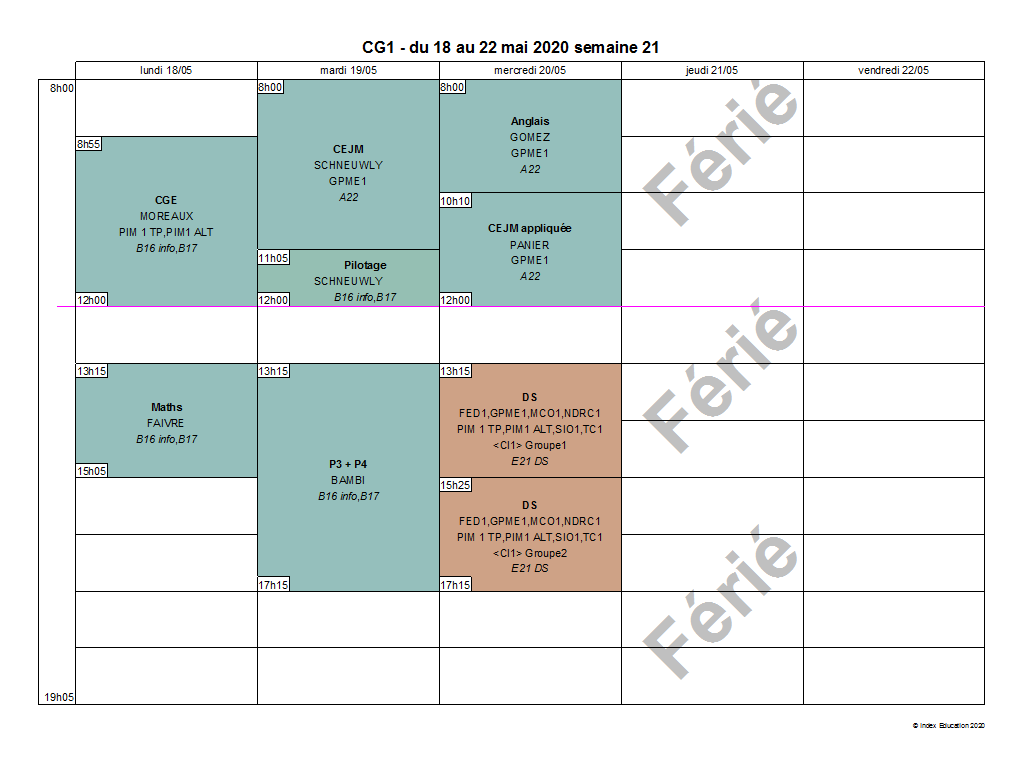 CG1 - du 18 au 22 mai 2020 semaine 21
lundi 18/05
mardi 19/05
mercredi 20/05
jeudi 21/05
vendredi 22/05
8h00
19h05
8h55
CGE
MOREAUX
PIM 1 TP,PIM1 ALT
B16 info,B17
12h00
13h15
Maths
FAIVRE
B16 info,B17
15h05
8h00
CEJM
SCHNEUWLY
GPME1
A22
11h05
Pilotage
SCHNEUWLY
B16 info,B17
12h00
13h15
P3 + P4
BAMBI
B16 info,B17
17h15
8h00
Anglais
GOMEZ
GPME1
A22
10h10
CEJM appliquée
PANIER
GPME1
A22
12h00
13h15
DS
FED1,GPME1,MCO1,NDRC1
PIM 1 TP,PIM1 ALT,SIO1,TC1
<CI1> Groupe1
E21 DS
15h25
DS
FED1,GPME1,MCO1,NDRC1
PIM 1 TP,PIM1 ALT,SIO1,TC1
<CI1> Groupe2
E21 DS
17h15
Férié
Férié
Férié
© Index Education 2020